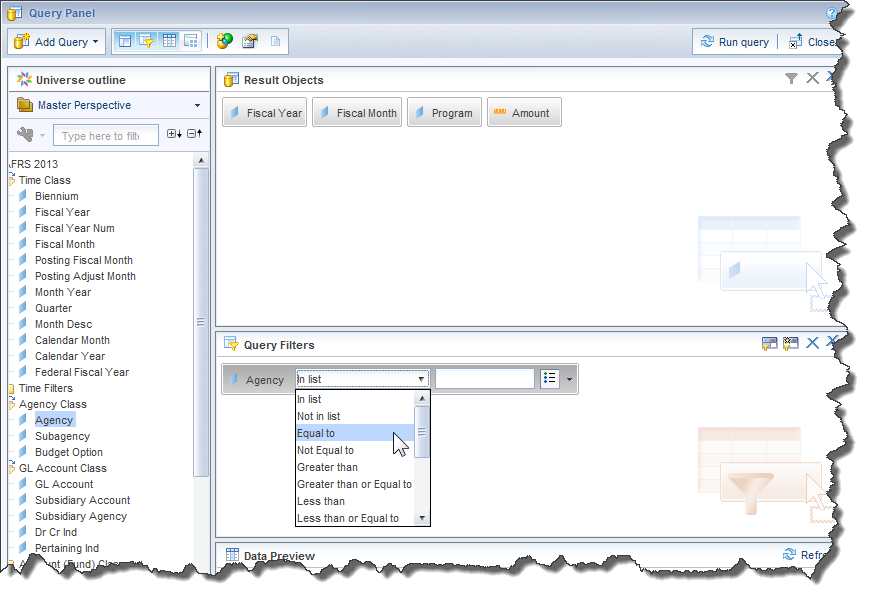 Query Panel
Add Query
Run query
Close
Universe outline
Master Perspective
Type here to filt
AFRS 2013
Time Class
Biennium
Fiscal Year
Fiscal Year Num
Fiscal Month
Posting Fiscal Month
Posting Adjust Month
Month Year
Quarter
Month Desc
Calendar Month
Calendar Year
Federal Fiscal Year
Time Filters
Agency Class
Agency
Subagency
Budget Option
GL Account Class
GL Account
Subsidiary Account
Subsidiary Agency
Dr Cr Ind
Pertaining Ind
Result Objects
Fiscal Year
Fiscal Month
Program
Amount
Query Filters
Agency
In list
In list
Not in list
Equal to
Not Equal to
Greater than
Greater than or Equal to
Less than
Less than or Equal to
Data Preview
Refre